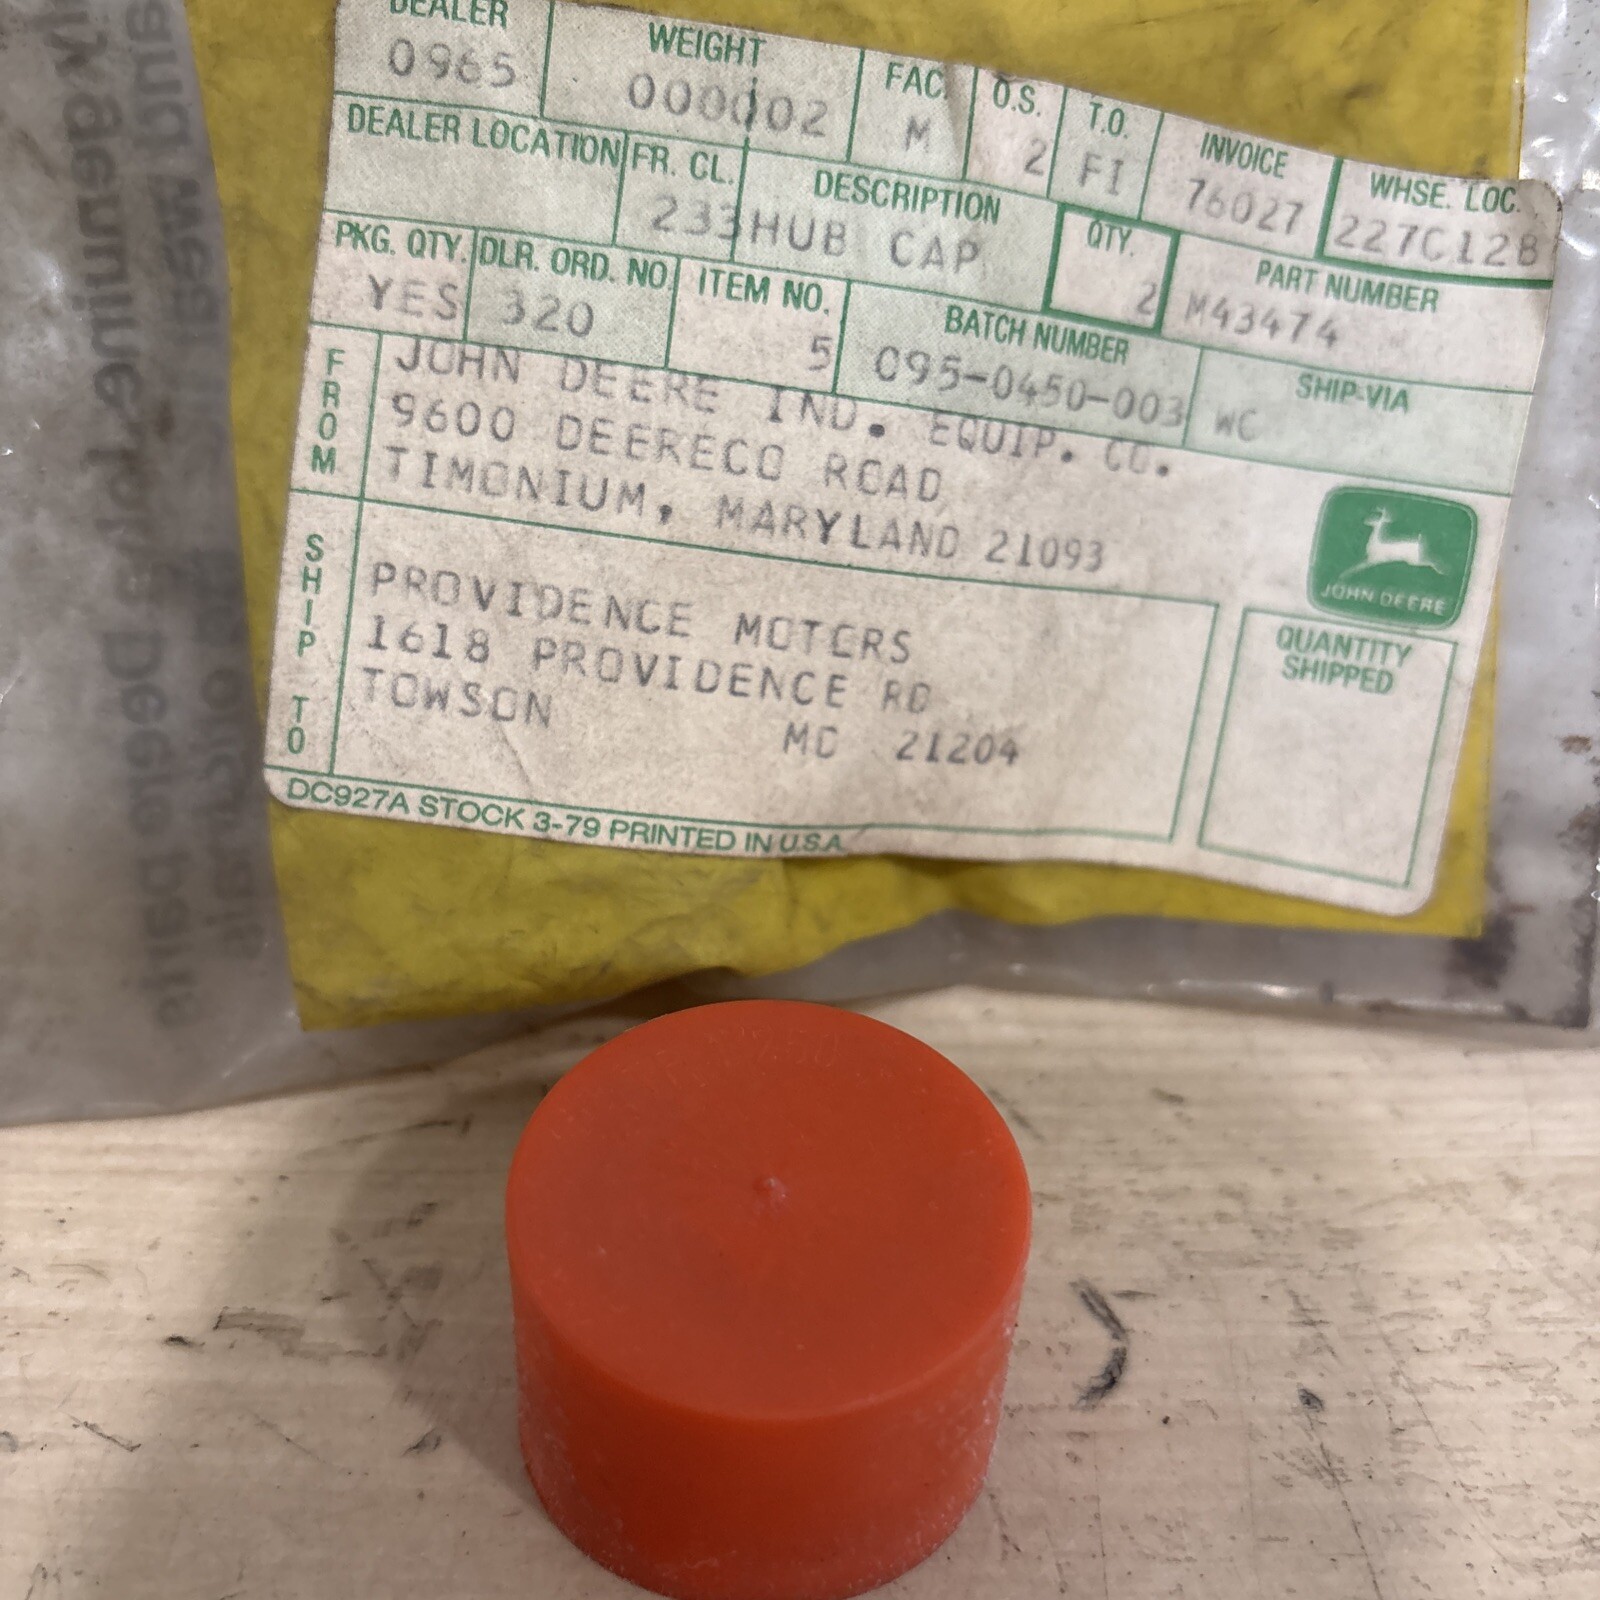 DEALER WEIGHT FAC. O.S. T.O. INVOICE WHSE. LOC.
0965 000002 M 2 FI 76027 227C12B
DEALER LOCATION FR. CL. DESCRIPTION QTY. PART NUMBER
233 HUB CAP 2 M43474
PKG. QTY. DLR. ORD. NO. ITEM NO. BATCH NUMBER SHIP-VIA
YES 320 5 095-0450-003 WC
FROM
JOHN DEERE IND. EQUIP. CO.
9600 DEERECO ROAD
TIMONIUM, MARYLAND 21093
JOHN DEERE
SHIP TO
PROVIDENCE MOTORS
1618 PROVIDENCE RD
TOWSON MD 21204
QUANTITY
SHIPPED
DC927A STOCK 3-79 PRINTED IN U.S.A.